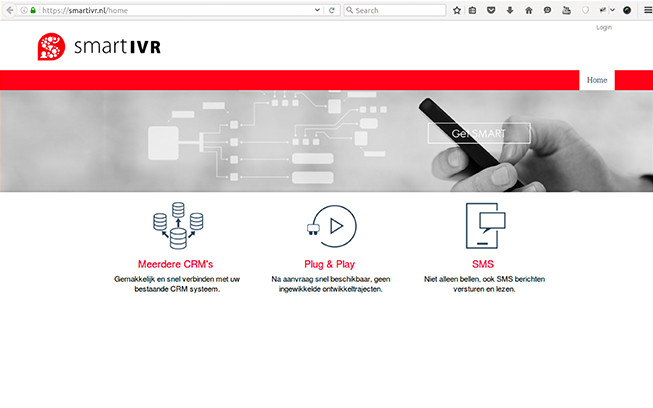 https://smartivr.nl/home
Search
Login
smartIVR
Home
Get SMART
Meerdere CRM's
Gemakkelijk en snel verbinden met uw
bestaande CRM systeem.
Plug & Play
Na aanvraag snel beschikbaar, geen
ingewikkelde ontwikkeltrajecten.
SMS
Niet alleen bellen, ook SMS berichten
versturen en lezen.